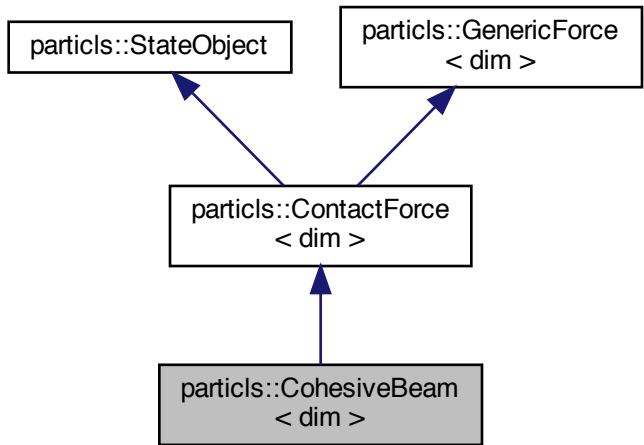 particls::StateObject
particls::GenericForce
< dim >
particls::ContactForce
< dim >
particls::CohesiveBeam
< dim >